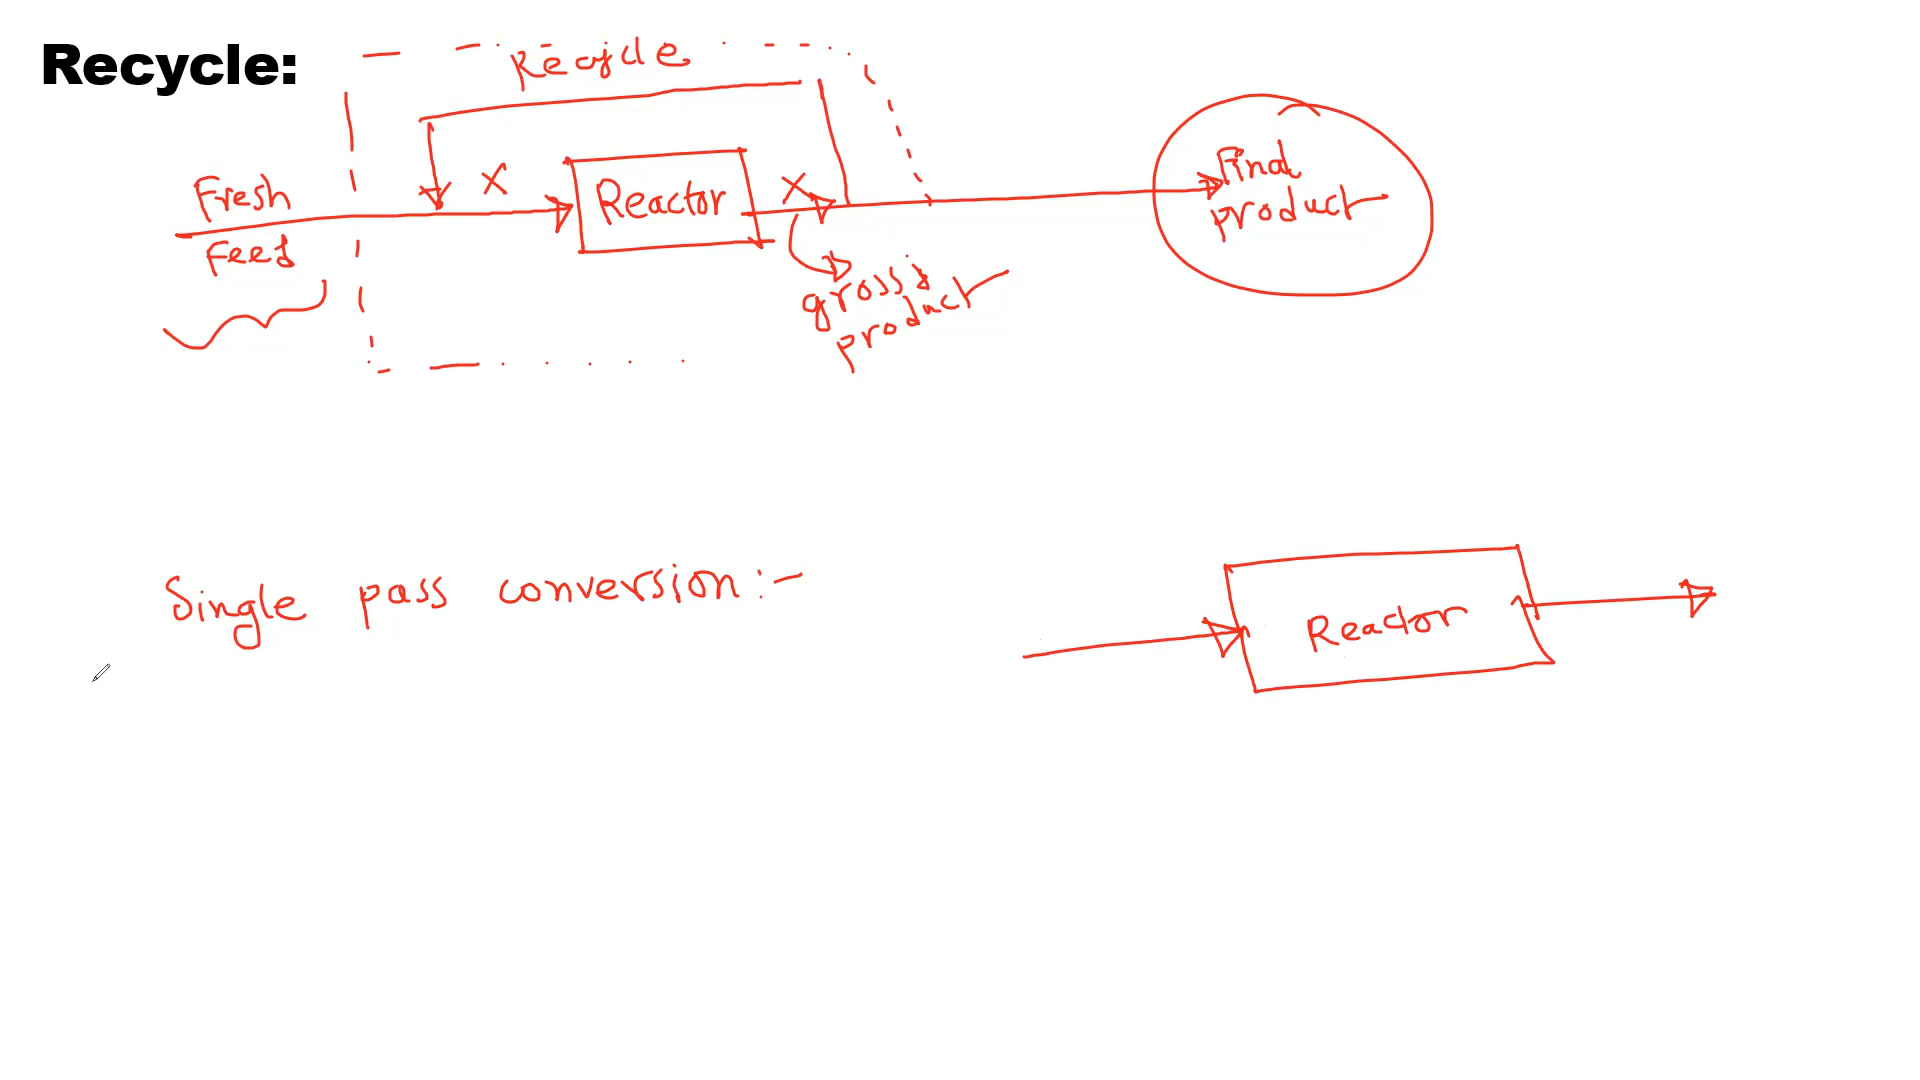 Recycle:
Recycle
Fresh
Feed
X
Reactor
X
gross
product
Final
product
Single pass conversion:-
Reactor